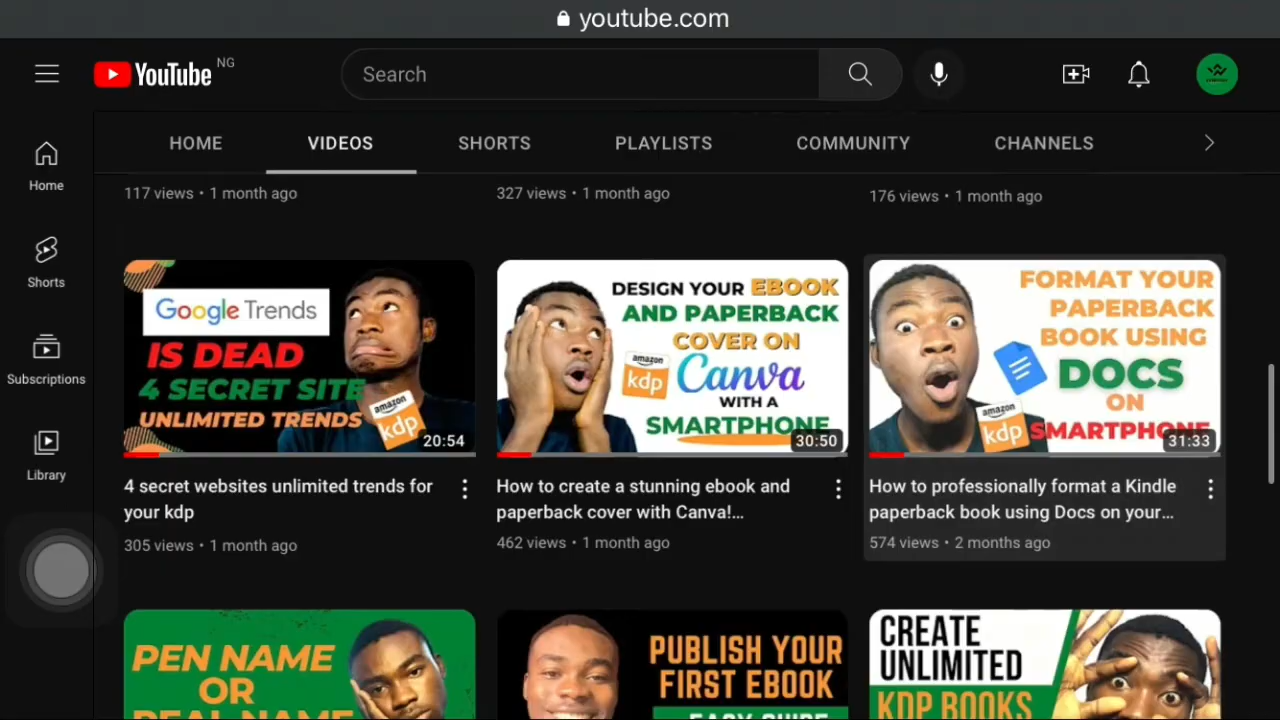 youtube.com
YouTube NG
Search
HOME
VIDEOS
SHORTS
PLAYLISTS
COMMUNITY
CHANNELS
Home
Shorts
Subscriptions
Library
117 views • 1 month ago
327 views • 1 month ago
176 views • 1 month ago
Google Trends
IS DEAD
4 SECRET SITE
UNLIMITED TRENDS
amazon
kdp
20:54
4 secret websites unlimited trends for
your kdp
305 views • 1 month ago
DESIGN YOUR EBOOK
AND PAPERBACK
COVER ON
amazon
kdp
Canva
WITH A
SMARTPHONE
30:50
How to create a stunning ebook and
paperback cover with Canva!...
462 views • 1 month ago
FORMAT YOUR
PAPERBACK
BOOK USING
DOCS
ON
amazon
kdp
SMARTPHONE
31:33
How to professionally format a Kindle
paperback book using Docs on your...
574 views • 2 months ago
PEN NAME
OR
REAL NAME
PUBLISH YOUR
FIRST EBOOK
EASY GUIDE
CREATE
UNLIMITED
KDP BOOKS